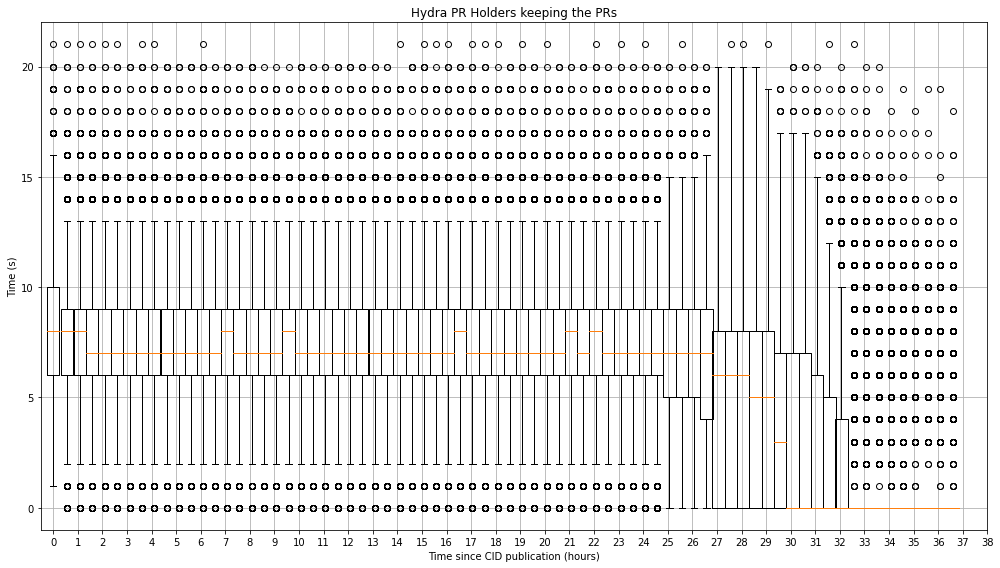 Hydra PR Holders keeping the PRs
Time (s)
20
15
10
5
0
0 1 2 3 4 5 6 7 8 9 10 11 12 13 14 15 16 17 18 19 20 21 22 23 24 25 26 27 28 29 30 31 32 33 34 35 36 37 38
Time since CID publication (hours)